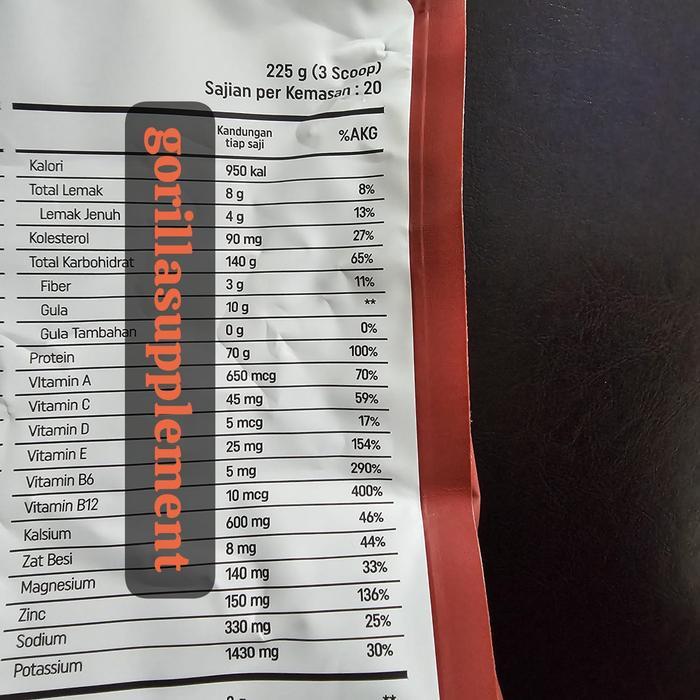 225 g (3 Scoop)
Sajian per Kemasan : 20
Kandungan
tiap saji
%AKG
Kalori 950 kal
Total Lemak 8 g 8%
Lemak Jenuh 4 g 13%
Kolesterol 90 mg 27%
Total Karbohidrat 140 g 65%
Fiber 3 g 11%
Gula 10 g **
Gula Tambahan 0 g 0%
Protein 70 g 100%
VItamin A 650 mcg 70%
Vitamin C 45 mg 59%
Vitamin D 5 mcg 17%
Vitamin E 25 mg 154%
Vitamin B6 5 mg 290%
Vitamin B12 10 mcg 400%
Kalsium 600 mg 46%
Zat Besi 8 mg 44%
Magnesium 140 mg 33%
Zinc 150 mg 136%
Sodium 330 mg 25%
Potassium 1430 mg 30%
**
gorillasupplement